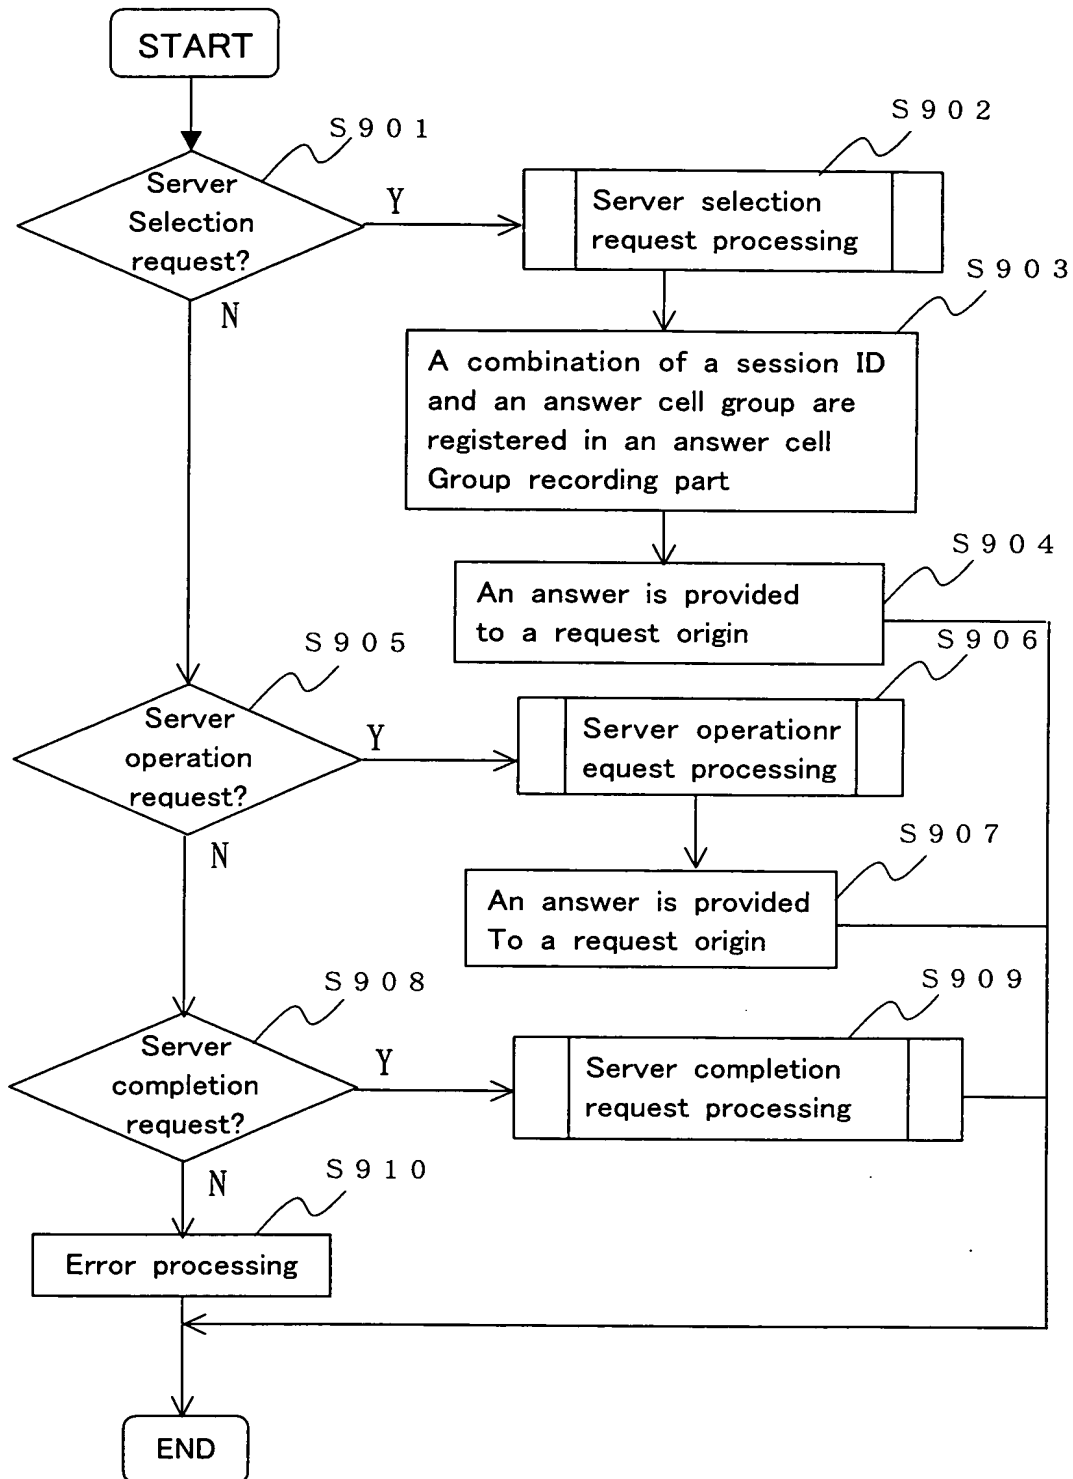 START
S901
Server
Selection
request?
Y
N
S902
Server selection
request processing
S903
A combination of a session ID
and an answer cell group are
registered in an answer cell
Group recording part
S904
An answer is provided
to a request origin
S905
Server
operation
request?
Y
N
S906
Server operationr
equest processing
S907
An answer is provided
To a request origin
S908
Server
completion
request?
Y
N
S909
Server completion
request processing
S910
Error processing
END